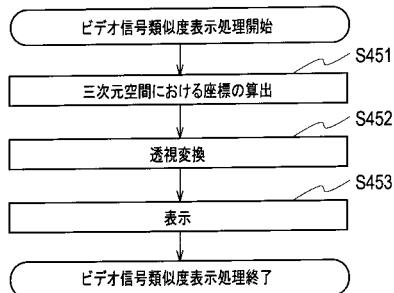 ビデオ信号類似度表示処理開始
S451
三次元空間における座標の算出
S452
透視変換
S453
表示
ビデオ信号類似度表示処理終了